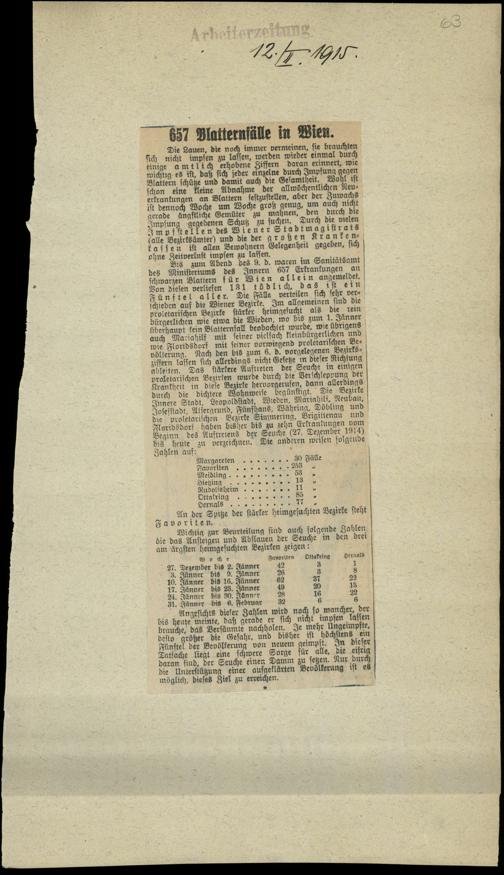 63
Arbeiterzeitung
12./II. 1915.
657 Blatternfälle in Wien.
Die Lauen, die noch immer vermeinen, sie brauchten
sich nicht impfen zu lassen, werden wieder einmal durch
einige amtlich erhobene Ziffern daran erinnert, wie
wichtig es ist, daß sich jeder einzelne durch Impfung gegen
Blattern schütze und damit auch die Gesamtheit. Wohl ist
schon eine kleine Abnahme der allwöchentlichen Neu-
erkrankungen an Blattern festzustellen, aber der Zuwachs
ist dennoch Woche um Woche groß genug, um auch nicht
gerade ängstliche Gemüter zu mahnen, den durch die
Impfung gegebenen Schutz zu suchen. Durch die vielen
Impfstellen des Wiener Stadtmagistrats
(alle Bezirksämter) und die der großen Kranken-
kassen ist allen Bewohnern Gelegenheit gegeben, sich
ohne Zeitverlust impfen zu lassen.
Bis zum Abend des 9. d. waren im Sanitätsamt
des Ministeriums des Innern 657 Erkrankungen an
schwarzen Blattern für Wien allein angemeldet.
Von diesen verliefen 131 tödlich, das ist ein
Fünftel aller. Die Fälle verteilen sich sehr ver-
schieden auf die Wiener Bezirke. Im allgemeinen sind die
proletarischen Bezirke stärker heimgesucht als die rein
bürgerlichen wie etwa die Wieden, wo bis zum 1. Jänner
überhaupt kein Blatternfall beobachtet wurde, wie übrigens
auch Mariahilf mit seiner vielfach kleinbürgerlichen und
wie Floridsdorf mit seiner vorwiegend proletarischen Be-
völkerung. Nach den bis zum 6. d. vorgelegenen Bezirks-
ziffern lassen sich allerdings nicht Gesetze in dieser Richtung
ableiten. Das stärkere Auftreten der Seuche in einigen
proletarischen Bezirken wurde durch die Verschleppung der
Krankheit in diese Bezirke hervorgerufen, dann allerdings
durch die dichtere Wohnweise begünstigt. Die Bezirke
Innere Stadt, Leopoldstadt, Wieden, Mariahilf, Neubau,
Josefstadt, Alsergrund, Fünfhaus, Währing, Döbling und
die proletarischen Bezirke Simmering, Brigittenau und
Floridsdorf haben bisher bis zu zehn Erkrankungen vom
Beginn des Auftretens der Seuche (27. Dezember 1914)
bis heute zu verzeichnen. Die anderen weisen folgende
Zahlen auf:
Margareten . . . . . . . 30 Fälle
Favoriten . . . . . . . 253 „
Meidling . . . . . . . 53 „
Hietzing . . . . . . . 13 „
Rudolfsheim . . . . . . 11 „
Ottakring . . . . . . . 85 „
Hernals . . . . . . . 77 „
An der Spitze der stärker heimgesuchten Bezirke steht
Favoriten.
Wichtig zur Beurteilung sind auch folgende Zahlen
die das Ansteigen und Abflauen der Seuche in den drei
am ärgsten heimgesuchten Bezirken zeigen:
Woche Favoriten Ottakring Hernals
27. Dezember bis 2. Jänner 42 3 1
3. Jänner bis 9. Jänner 26 3 8
10. Jänner bis 16. Jänner 62 37 22
17. Jänner bis 23. Jänner 49 20 15
24. Jänner bis 30. Jänner 28 16 22
31. Jänner bis 6. Februar 32 6 6
Angesichts dieser Zahlen wird noch so mancher, der
bis heute meinte, daß gerade er sich nicht impfen lassen
brauche, das Versäumte nachholen. Je mehr Ungeimpfte,
desto größer die Gefahr, und bisher ist höchstens ein
Fünftel der Bevölkerung von neuem geimpft. In dieser
Tatsache liegt eine schwere Sorge für alle, die eifrig
daran sind, der Seuche einen Damm zu setzen. Nur durch
die Unterstützung einer aufgeklärten Bevölkerung ist es
möglich, dieses Ziel zu erreichen.